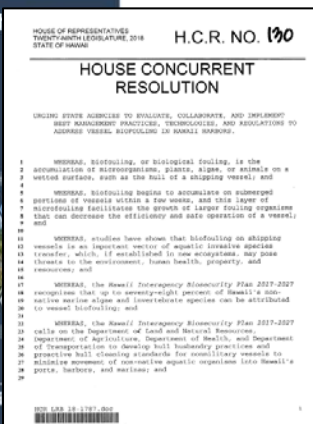 HOUSE OF REPRESENTATIVES
TWENTY-NINTH LEGISLATURE, 2018
STATE OF HAWAII
H.C.R. NO. 130
HOUSE CONCURRENT
RESOLUTION
URGING STATE AGENCIES TO EVALUATE, COLLABORATE, AND IMPLEMENT
BEST MANAGEMENT PRACTICES, TECHNOLOGIES, AND REGULATIONS TO
ADDRESS VESSEL BIOFOULING IN HAWAII HARBORS.
1 WHEREAS, biofouling, or biological fouling, is the
2 accumulation of microorganisms, plants, algae, or animals on a
3 wetted surface, such as the hull of a shipping vessel; and
4
5 WHEREAS, biofouling begins to accumulate on submerged
6 portions of vessels within a few weeks, and this layer of
7 microfouling facilitates the growth of larger fouling organisms
8 that can decrease the efficiency and safe operation of a vessel;
9 and
10
11 WHEREAS, studies have shown that biofouling on shipping
12 vessels is an important vector of aquatic invasive species
13 transfer, which, if established in new ecosystems, may pose
14 threats to the environment, human health, property, and
15 resources; and
16
17 WHEREAS, the Hawaii Interagency Biosecurity Plan 2017-2027
18 recognizes that up to seventy-eight percent of Hawaii's non-
19 native marine algae and invertebrate species can be attributed
20 to vessel biofouling; and
21
22 WHEREAS, the Hawaii Interagency Biosecurity Plan 2017-2027
23 calls on the Department of Land and Natural Resources,
24 Department of Agriculture, Department of Health, and Department
25 of Transportation to develop hull husbandry practices and
26 proactive hull cleaning standards for nonmilitary vessels to
27 minimize movement of non-native aquatic organisms into Hawaii's
28 ports, harbors, and marinas; and
29
HCR LRB 18-1787.doc
1